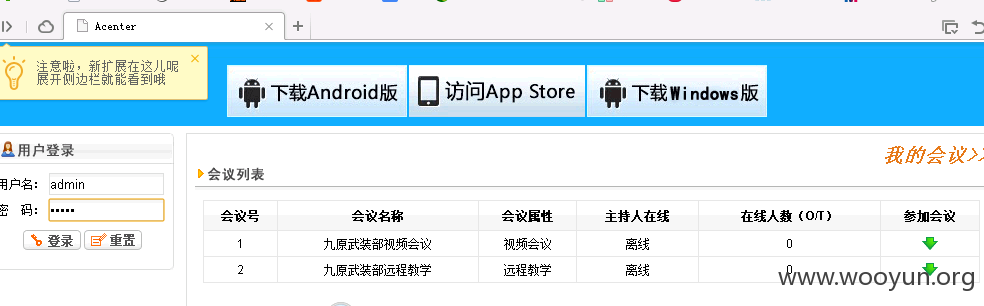 Acenter
注意啦，新扩展在这儿呢
展开侧边栏就能看到哦
下载Android版
访问App Store
下载Windows版
用户登录
用户名：
admin
密 码：
•••••
登录
重置
我的会议>>
会议列表
会议号 会议名称 会议属性 主持人在线 在线人数（O/T） 参加会议
1 九原武装部视频会议 视频会议 离线 0
2 九原武装部远程教学 远程教学 离线 0
www.wooyun.org